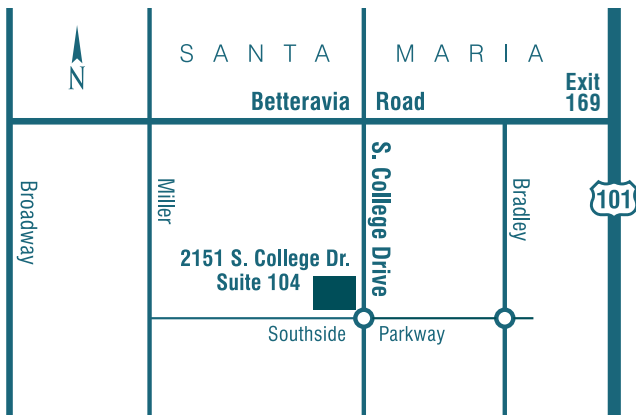 SANTA MARIA
N
Exit
169
Betteravia Road
Broadway
Miller
S. College Drive
Bradley
101
2151 S. College Dr.
Suite 104
Southside Parkway